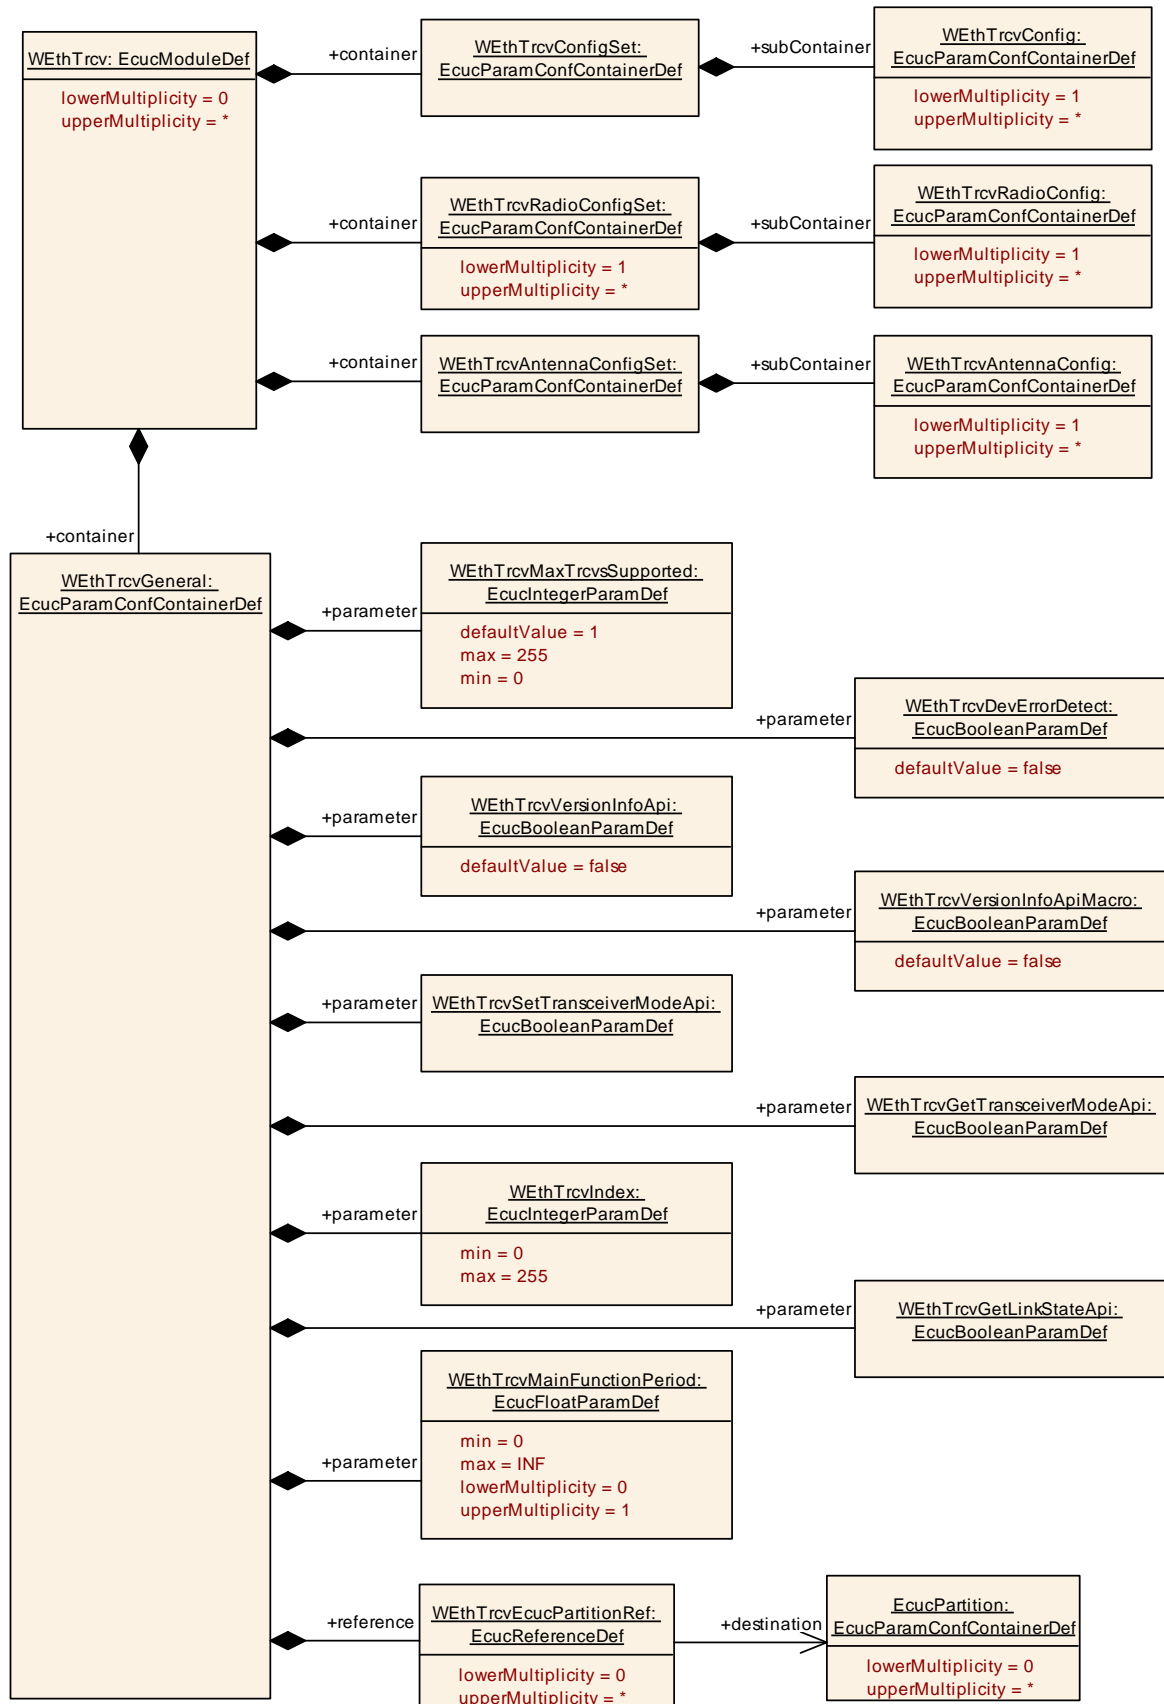 WEthTrcv: EcucModuleDef
lowerMultiplicity = 0
upperMultiplicity = *
+container
WEthTrcvConfigSet:
EcucParamConfContainerDef
+subContainer
WEthTrcvConfig:
EcucParamConfContainerDef
lowerMultiplicity = 1
upperMultiplicity = *
+container
WEthTrcvRadioConfigSet:
EcucParamConfContainerDef
lowerMultiplicity = 1
upperMultiplicity = *
+subContainer
WEthTrcvRadioConfig:
EcucParamConfContainerDef
lowerMultiplicity = 1
upperMultiplicity = *
+container
WEthTrcvAntennaConfigSet:
EcucParamConfContainerDef
+subContainer
WEthTrcvAntennaConfig:
EcucParamConfContainerDef
lowerMultiplicity = 1
upperMultiplicity = *
+container
WEthTrcvGeneral:
EcucParamConfContainerDef
+parameter
WEthTrcvMaxTrcvsSupported:
EcucIntegerParamDef
defaultValue = 1
max = 255
min = 0
+parameter
WEthTrcvDevErrorDetect:
EcucBooleanParamDef
defaultValue = false
+parameter
WEthTrcvVersionInfoApi:
EcucBooleanParamDef
defaultValue = false
+parameter
WEthTrcvVersionInfoApiMacro:
EcucBooleanParamDef
defaultValue = false
+parameter
WEthTrcvSetTransceiverModeApi:
EcucBooleanParamDef
+parameter
WEthTrcvGetTransceiverModeApi:
EcucBooleanParamDef
+parameter
WEthTrcvIndex:
EcucIntegerParamDef
min = 0
max = 255
+parameter
WEthTrcvGetLinkStateApi:
EcucBooleanParamDef
+parameter
WEthTrcvMainFunctionPeriod:
EcucFloatParamDef
min = 0
max = INF
lowerMultiplicity = 0
upperMultiplicity = 1
+reference
WEthTrcvEcucPartitionRef:
EcucReferenceDef
lowerMultiplicity = 0
upperMultiplicity = *
+destination
EcucPartition:
EcucParamConfContainerDef
lowerMultiplicity = 0
upperMultiplicity = *